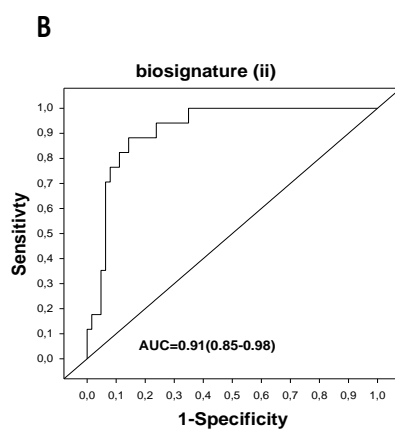 B
biosignature (ii)
Sensitivty
1,0
0,9
0,8
0,7
0,6
0,5
0,4
0,3
0,2
0,1
0,0
AUC=0.91(0.85-0.98)
0,0 0,1 0,2 0,3 0,4 0,5 0,6 0,7 0,8 0,9 1,0
1-Specificity